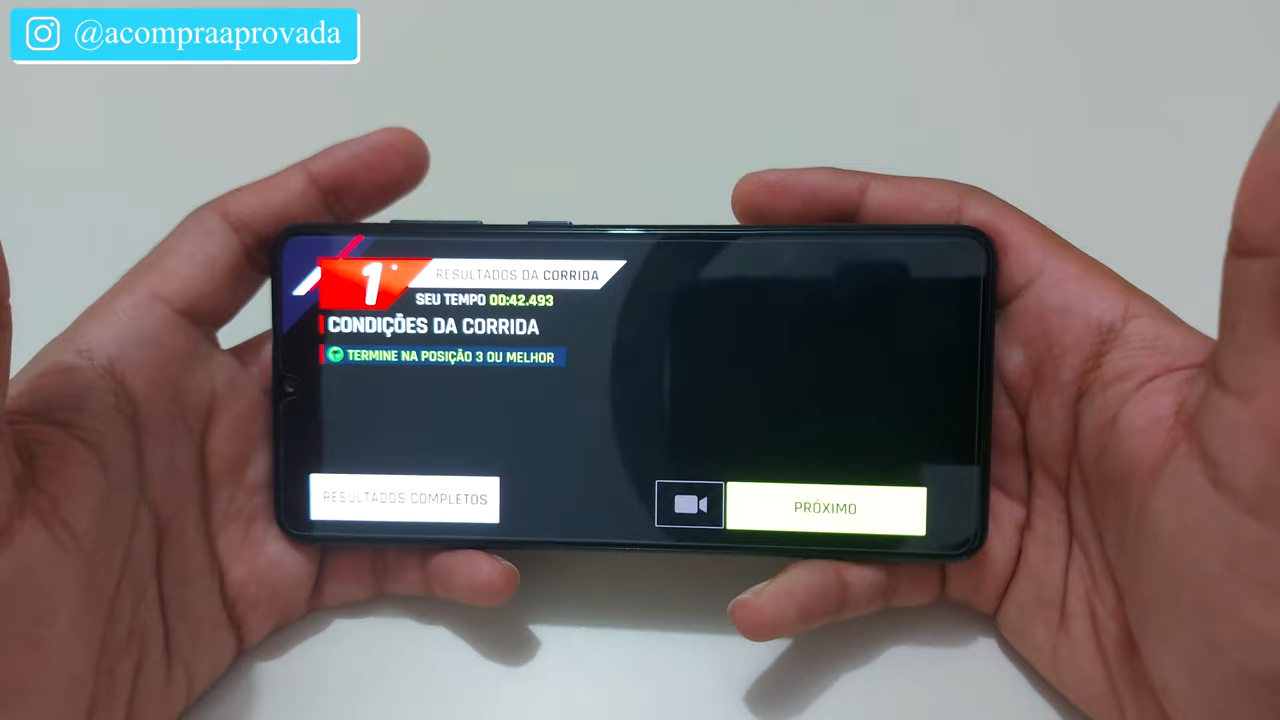 @acompraaprovada
1°
RESULTADOS DA CORRIDA
SEU TEMPO 00:42.493
CONDIÇÕES DA CORRIDA
TERMINE NA POSIÇÃO 3 OU MELHOR
RESULTADOS COMPLETOS
PRÓXIMO